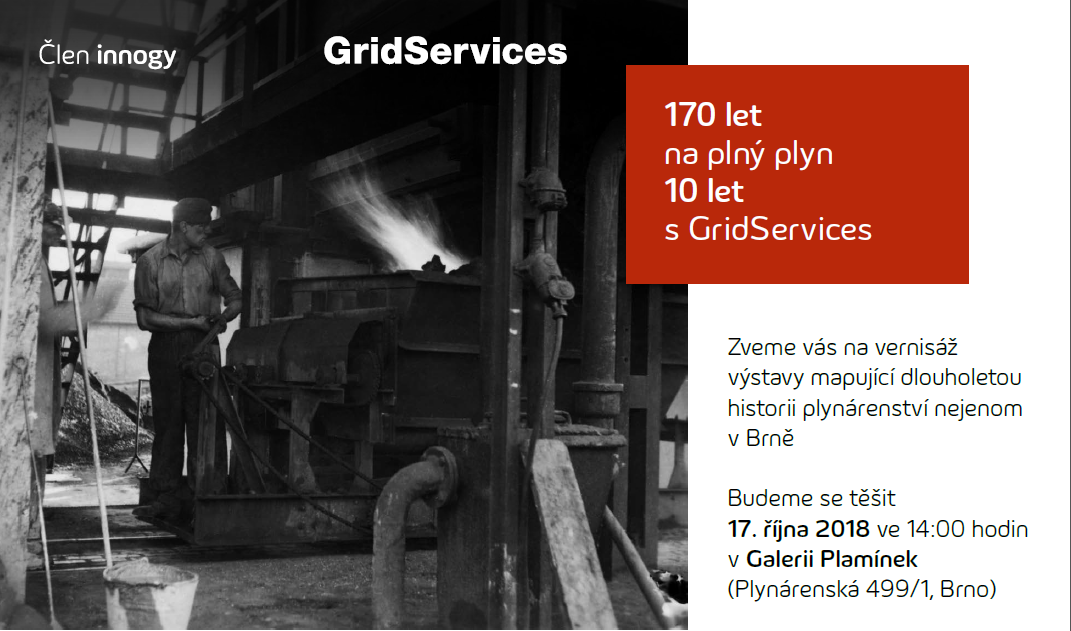 Člen innogy
GridServices
170 let
na plný plyn
10 let
s GridServices
Zveme vás na vernisáž
výstavy mapující dlouholetou
historii plynárenství nejenom
v Brně
Budeme se těšit
17. října 2018 ve 14:00 hodin
v Galerii Plamínek
(Plynárenská 499/1, Brno)